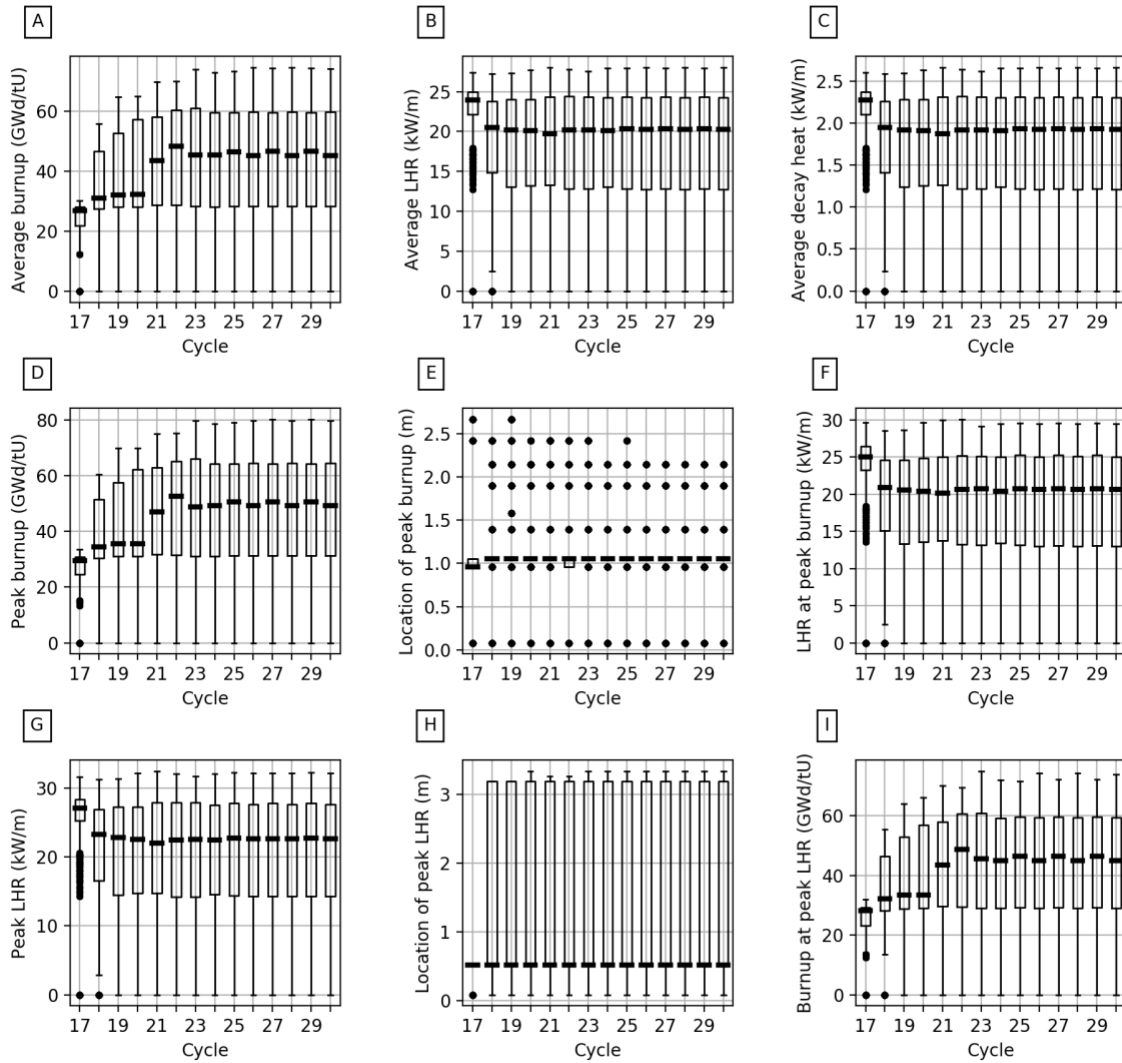 A
B
C
Average burnup (GWd/tU)
60
40
20
0
17 19 21 23 25 27 29
Cycle
Average LHR (kW/m)
25
20
15
10
5
0
17 19 21 23 25 27 29
Cycle
Average decay heat (kW/m)
2.5
2.0
1.5
1.0
0.5
0.0
17 19 21 23 25 27 29
Cycle
D
E
F
Peak burnup (GWd/tU)
80
60
40
20
0
17 19 21 23 25 27 29
Cycle
Location of peak burnup (m)
2.5
2.0
1.5
1.0
0.5
0.0
17 19 21 23 25 27 29
Cycle
LHR at peak burnup (kW/m)
30
25
20
15
10
5
0
17 19 21 23 25 27 29
Cycle
G
H
I
Peak LHR (kW/m)
30
20
10
0
17 19 21 23 25 27 29
Cycle
Location of peak LHR (m)
3
2
1
0
17 19 21 23 25 27 29
Cycle
Burnup at peak LHR (GWd/tU)
80
60
40
20
0
17 19 21 23 25 27 29
Cycle